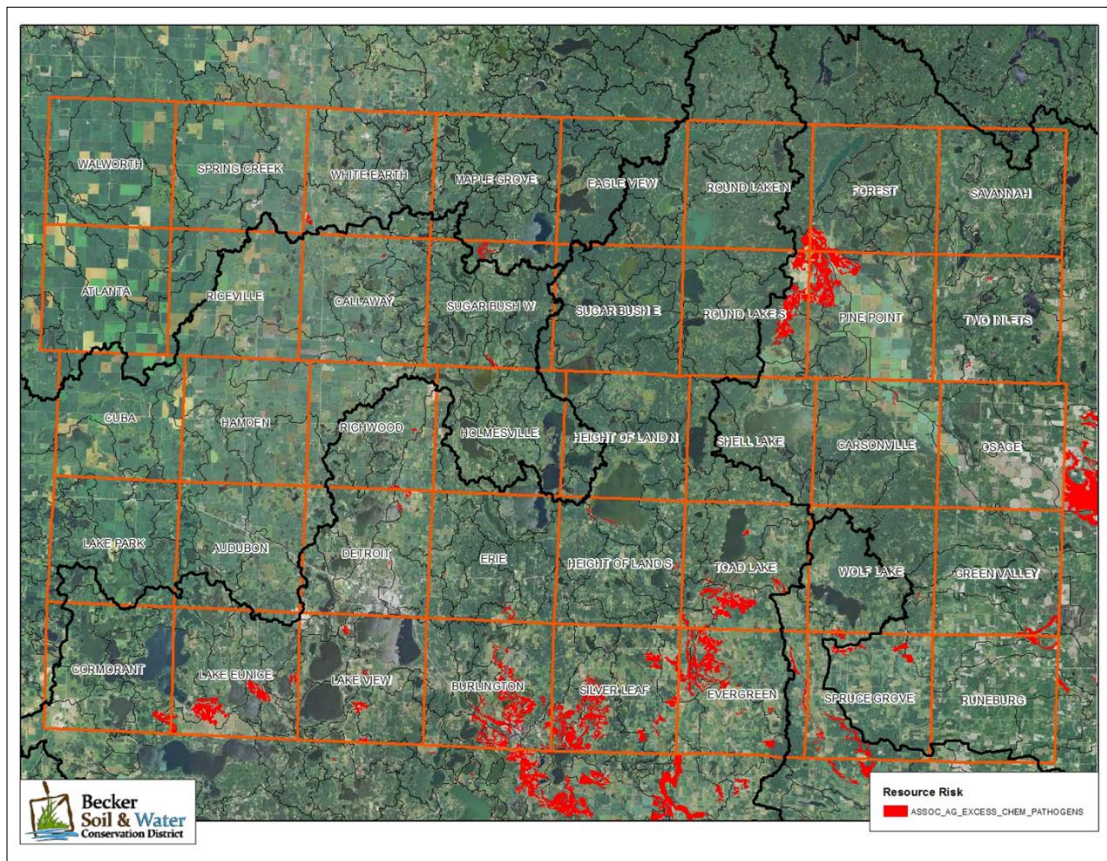 WALWORTH
SPRING CREEK
WHITE EARTH
MAPLE GROVE
EAGLE VIEW
ROUND LAKE N
FOREST
SAVANNAH
ATLANTA
RICEVILLE
CALLAWAY
SUGAR BUSH W
SUGAR BUSH E
ROUND LAKE S
PINE POINT
TWO INLETS
CUBA
HAMDEN
RICHWOOD
HOLMESVILLE
HEIGHT OF LAND N
SHELL LAKE
CARSONVILLE
OSAGE
LAKE PARK
AUDUBON
DETROIT
ERIE
HEIGHT OF LAND S
TOAD LAKE
WOLF LAKE
GREEN VALLEY
CORMORANT
LAKE EUNICE
LAKE VIEW
BURLINGTON
SILVER LEAF
EVERGREEN
SPRUCE GROVE
RUNEBURG
Becker
Soil & Water
Conservation District
Resource Risk
ASSOC_AG_EXCESS_CHEM_PATHOGENS